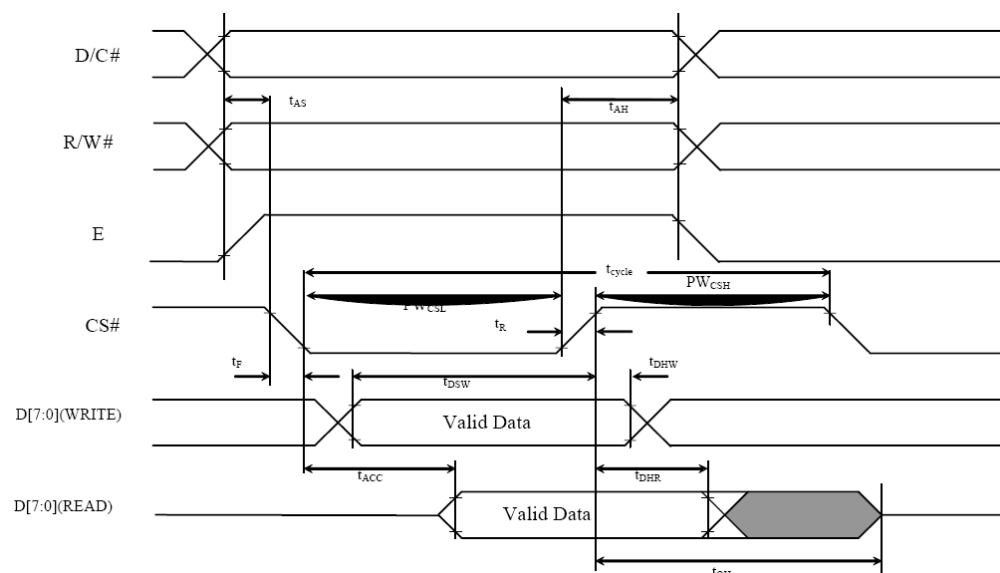 D/C#
tAS
tAH
R/W#
E
tcycle
PWCSH
PWCSL
CS#
tR
tF
tDSW
tDHW
D[7:0](WRITE)
Valid Data
tACC
tDHR
D[7:0](READ)
Valid Data